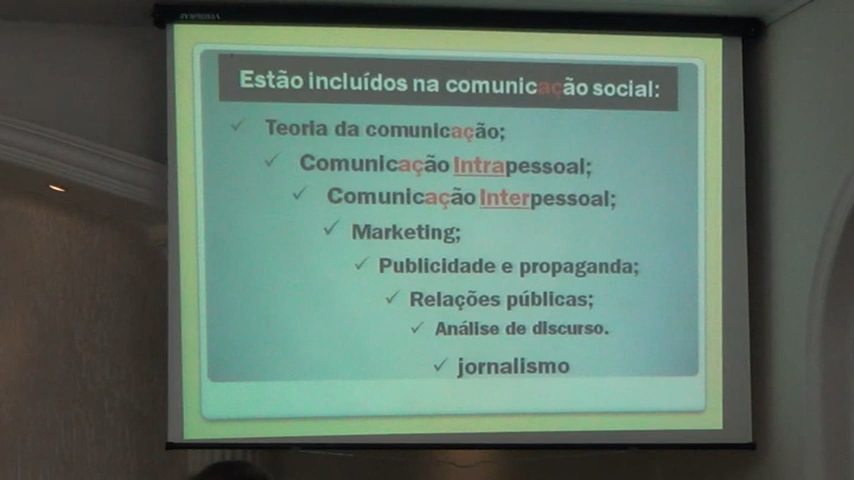 Estão incluídos na comunicação social:
Teoria da comunicação;
Comunicação Intrapessoal;
Comunicação Interpessoal;
Marketing;
Publicidade e propaganda;
Relações públicas;
Análise de discurso.
jornalismo